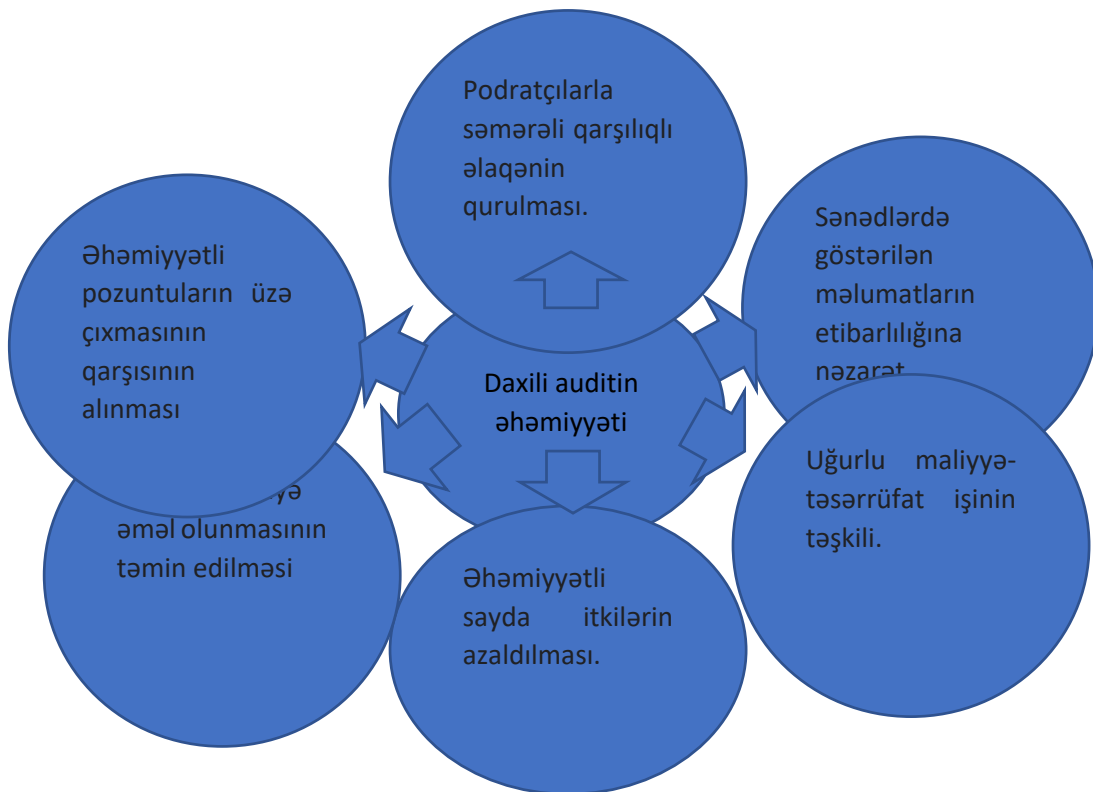 Podratçılarla
səmərəli qarşılıqlı
əlaqənin
qurulması.
Sənədlərdə
göstərilən
məlumatların
etibarlılığına
nəzarət
Uğurlu maliyyə-
təsərrüfat işinin
təşkili.
Əhəmiyyətli
sayda itkilərin
azaldılması.
əməl olunmasının
təmin edilməsi
Əhəmiyyətli
pozuntuların üzə
çıxmasının
qarşısının
alınması
Daxili auditin
əhəmiyyəti